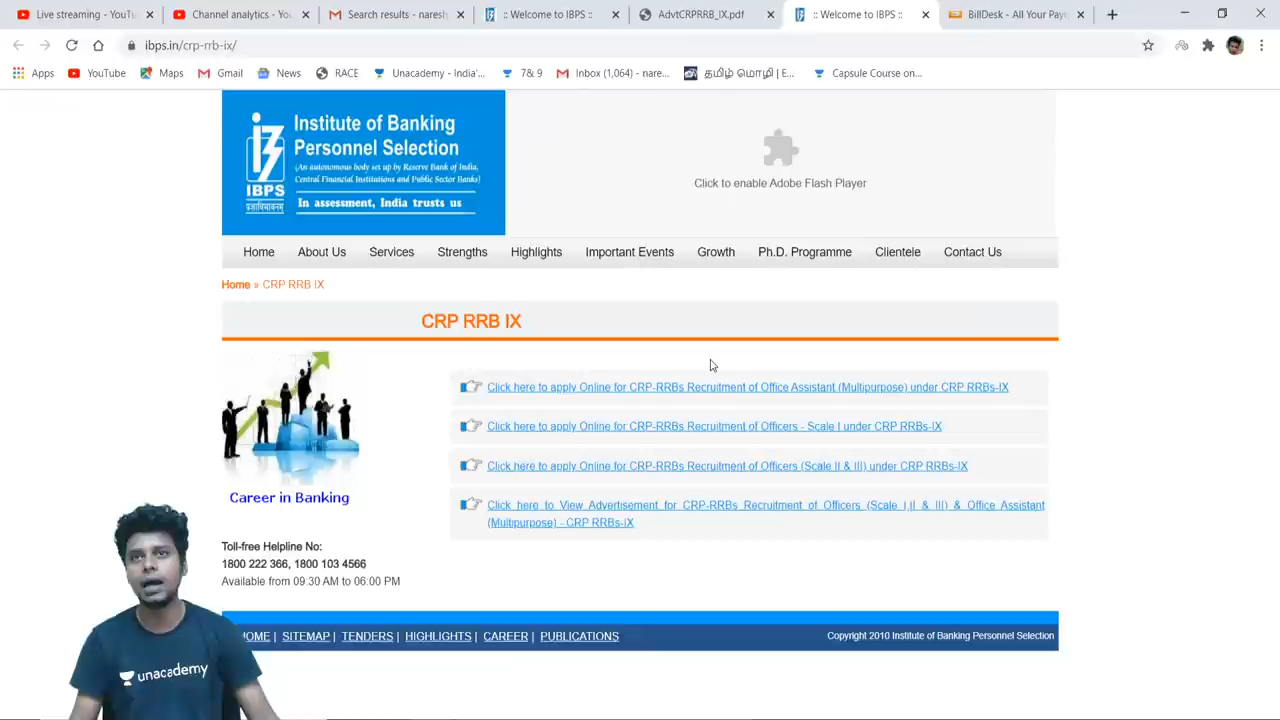 Live streaming - YouTu
Channel analytics - You
Search results - naresh
:: Welcome to IBPS ::
AdvtCRPRRB_IX.pdf
:: Welcome to IBPS ::
BillDesk - All Your Paye
ibps.in/crp-rrb-ix/
Apps
YouTube
Maps
Gmail
News
RACE
Unacademy - India'...
7& 9
Inbox (1,064) - nare...
தமிழ் மொழி | E...
Capsule Course on...
Institute of Banking
Personnel Selection
(An autonomous body set up by Reserve Bank of India,
Central Financial Institutions and Public Sector Banks)
IBPS
In assessment, India trusts us
Click to enable Adobe Flash Player
Home About Us Services Strengths Highlights Important Events Growth Ph.D. Programme Clientele Contact Us
Home » CRP RRB IX
CRP RRB IX
Click here to apply Online for CRP-RRBs Recruitment of Office Assistant (Multipurpose) under CRP RRBs-IX
Click here to apply Online for CRP-RRBs Recruitment of Officers - Scale I under CRP RRBs-IX
Click here to apply Online for CRP-RRBs Recruitment of Officers (Scale II & III) under CRP RRBs-IX
Click here to View Advertisement for CRP-RRBs Recruitment of Officers (Scale I,II & III) & Office Assistant
(Multipurpose) - CRP RRBs-IX
Career in Banking
Toll-free Helpline No:
1800 222 366, 1800 103 4566
Available from 09:30 AM to 06:00 PM
OME | SITEMAP | TENDERS | HIGHLIGHTS | CAREER | PUBLICATIONS
Copyright 2010 Institute of Banking Personnel Selection
unacademy